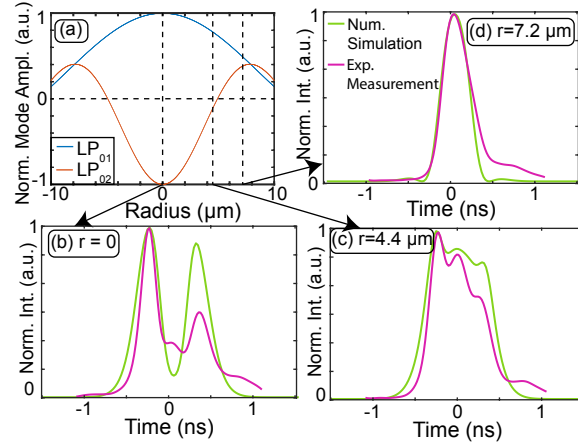 (a)
Norm. Mode Ampl. (a.u.)
1
0
-1
LP01
LP02
-10
0
10
Radius (μm)
(d) r=7.2 μm
Num.
Simulation
Exp.
Measurement
Norm. Int. (a.u.)
1
0
-1
0
1
Time (ns)
(b) r = 0
Norm. Int. (a.u.)
1
0
-1
0
1
Time (ns)
(c) r=4.4 μm
Norm. Int. (a.u.)
1
0
-1
0
1
Time (ns)